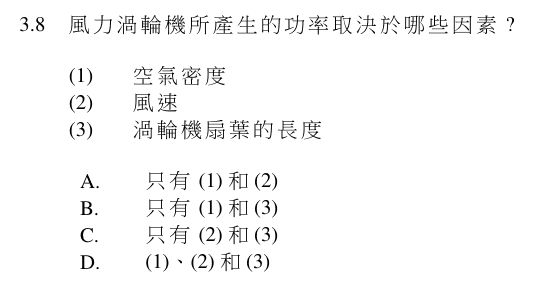 3.8 風力渦輪機所產生的功率取決於哪些因素？
(1) 空氣密度
(2) 風速
(3) 渦輪機扇葉的長度
A. 只有 (1) 和 (2)
B. 只有 (1) 和 (3)
C. 只有 (2) 和 (3)
D. (1)、(2) 和 (3)